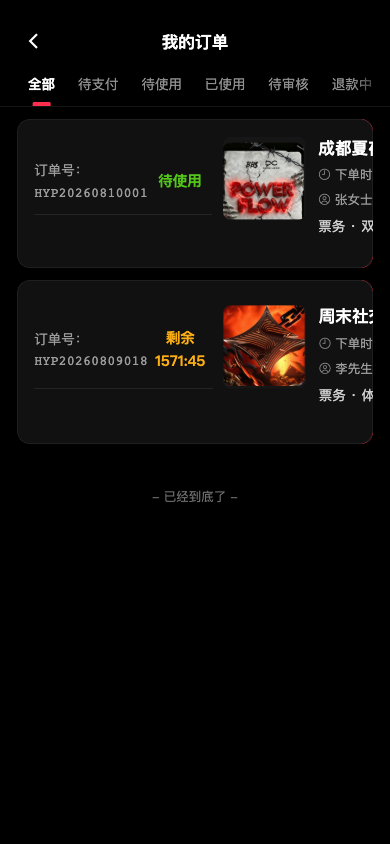 我的订单
全部 待支付 待使用 已使用 待审核 退款中
订单号：
HYP20260810001
待使用
POWER
FLOW
成都夏
下单时
张女士
票务 · 双
订单号：
HYP20260809018
剩余
1571:45
周末社
下单时
李先生
票务 · 体
– 已经到底了 –